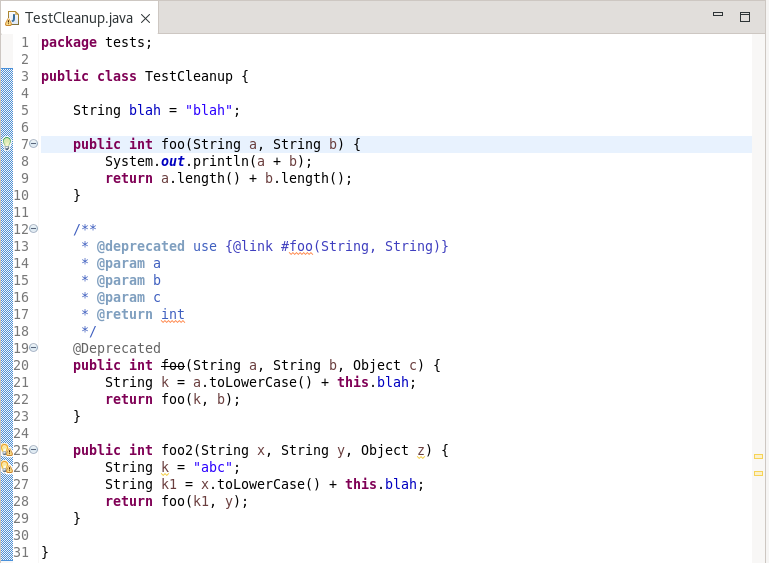 TestCleanup.java
1 package tests;
2
3 public class TestCleanup {
4
5     String blah = "blah";
6
7     public int foo(String a, String b) {
8         System.out.println(a + b);
9         return a.length() + b.length();
10     }
11
12     /**
13      * @deprecated use {@link #foo(String, String)}
14      * @param a
15      * @param b
16      * @param c
17      * @return int
18      */
19     @Deprecated
20     public int foo(String a, String b, Object c) {
21         String k = a.toLowerCase() + this.blah;
22         return foo(k, b);
23     }
24
25     public int foo2(String x, String y, Object z) {
26         String k = "abc";
27         String k1 = x.toLowerCase() + this.blah;
28         return foo(k1, y);
29     }
30
31 }